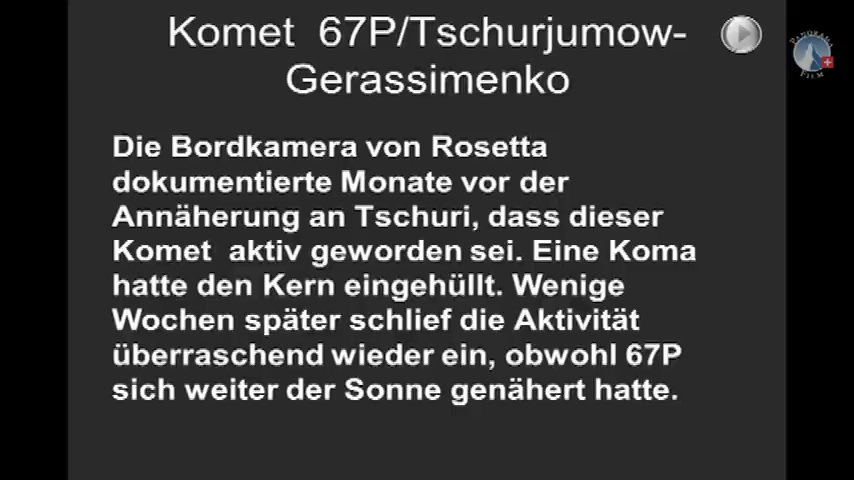 Komet  67P/Tschurjumow-
Gerassimenko
Die Bordkamera von Rosetta
dokumentierte Monate vor der
Annäherung an Tschuri, dass dieser
Komet  aktiv geworden sei. Eine Koma
hatte den Kern eingehüllt. Wenige
Wochen später schlief die Aktivität
überraschend wieder ein, obwohl 67P
sich weiter der Sonne genähert hatte.
PANORAMA
FILM